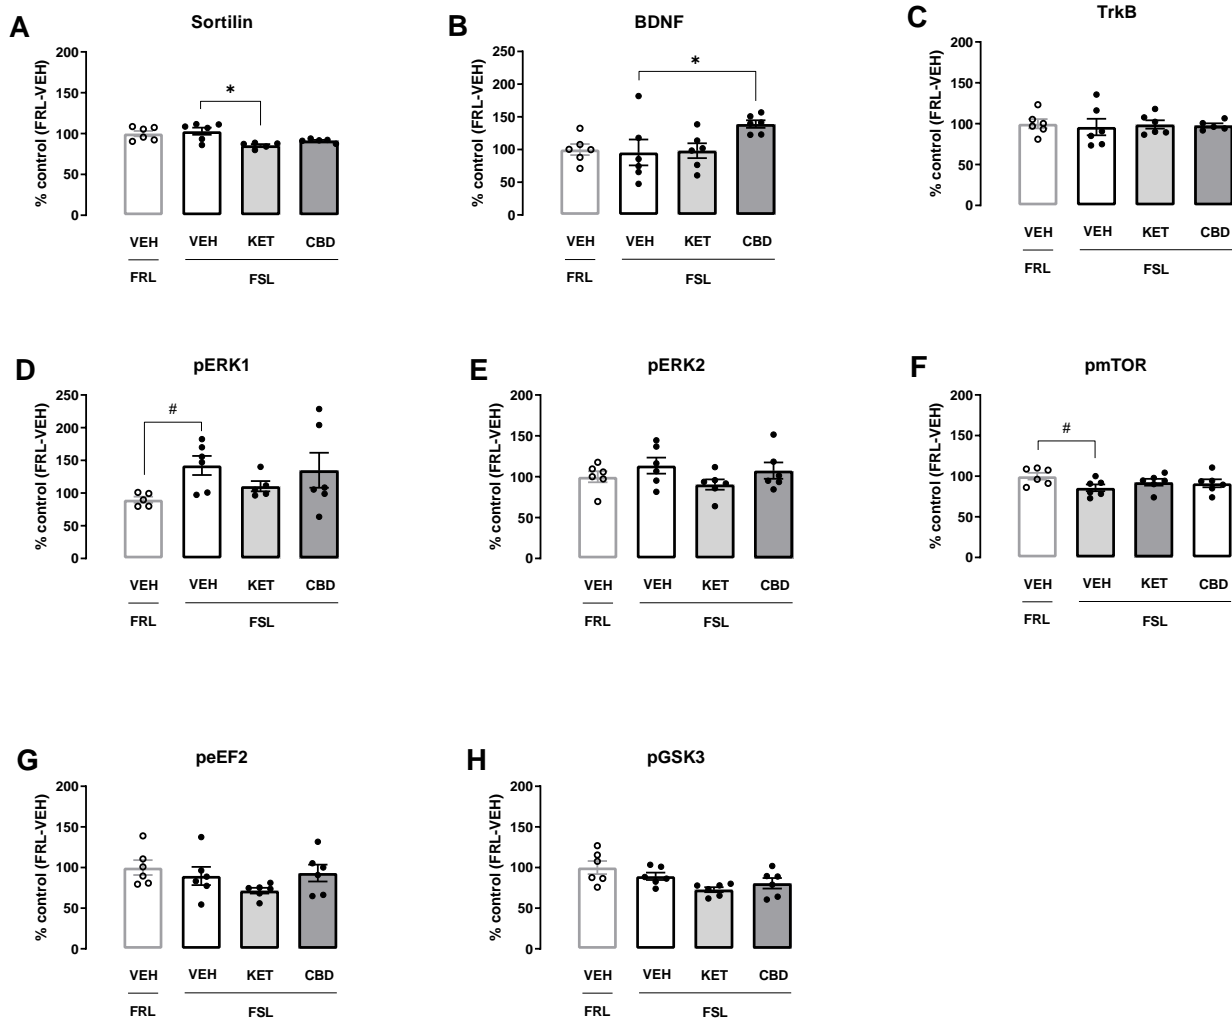 A
Sortilin
% control (FRL-VEH)
200
150
100
50
0
*
VEH VEH KET CBD
FRL FSL
B
BDNF
% control (FRL-VEH)
250
200
150
100
50
0
*
VEH VEH KET CBD
FRL FSL
C
TrkB
% control (FRL-VEH)
200
150
100
50
0
VEH VEH KET CBD
FRL FSL
D
pERK1
% control (FRL-VEH)
250
200
150
100
50
0
#
VEH VEH KET CBD
FRL FSL
E
pERK2
% control (FRL-VEH)
200
150
100
50
0
VEH VEH KET CBD
FRL FSL
F
pmTOR
% control (FRL-VEH)
200
150
100
50
0
#
VEH VEH KET CBD
FRL FSL
G
peEF2
% control (FRL-VEH)
200
150
100
50
0
VEH VEH KET CBD
FRL FSL
H
pGSK3
% control (FRL-VEH)
200
150
100
50
0
VEH VEH KET CBD
FRL FSL